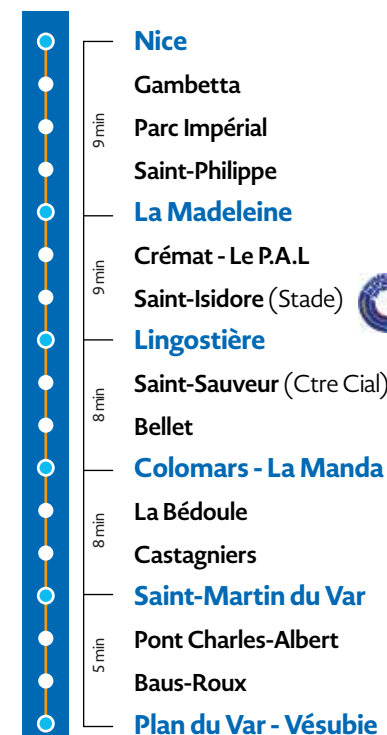 Nice
Gambetta
Parc Impérial
9 min
Saint-Philippe
La Madeleine
Crémat - Le P.A.L
9 min
Saint-Isidore (Stade)
Lingostière
Saint-Sauveur (Ctre Cial)
8 min
Bellet
Colomars - La Manda
La Bédoule
8 min
Castagniers
Saint-Martin du Var
Pont Charles-Albert
5 min
Baus-Roux
Plan du Var - Vésubie